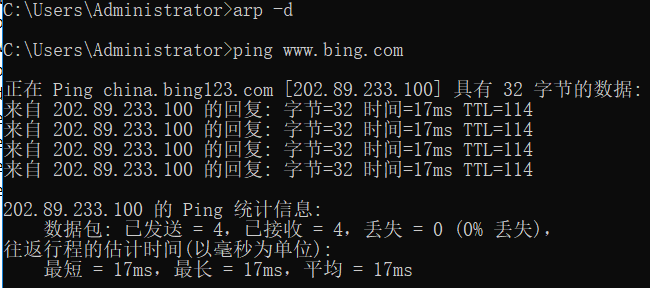 C:\Users\Administrator>arp -d
C:\Users\Administrator>ping www.bing.com
正在 Ping china.bing123.com [202.89.233.100] 具有 32 字节的数据:
来自 202.89.233.100 的回复: 字节=32 时间=17ms TTL=114
来自 202.89.233.100 的回复: 字节=32 时间=17ms TTL=114
来自 202.89.233.100 的回复: 字节=32 时间=17ms TTL=114
来自 202.89.233.100 的回复: 字节=32 时间=17ms TTL=114
202.89.233.100 的 Ping 统计信息:
数据包: 已发送 = 4，已接收 = 4，丢失 = 0 (0% 丢失)，
往返行程的估计时间(以毫秒为单位):
最短 = 17ms，最长 = 17ms，平均 = 17ms